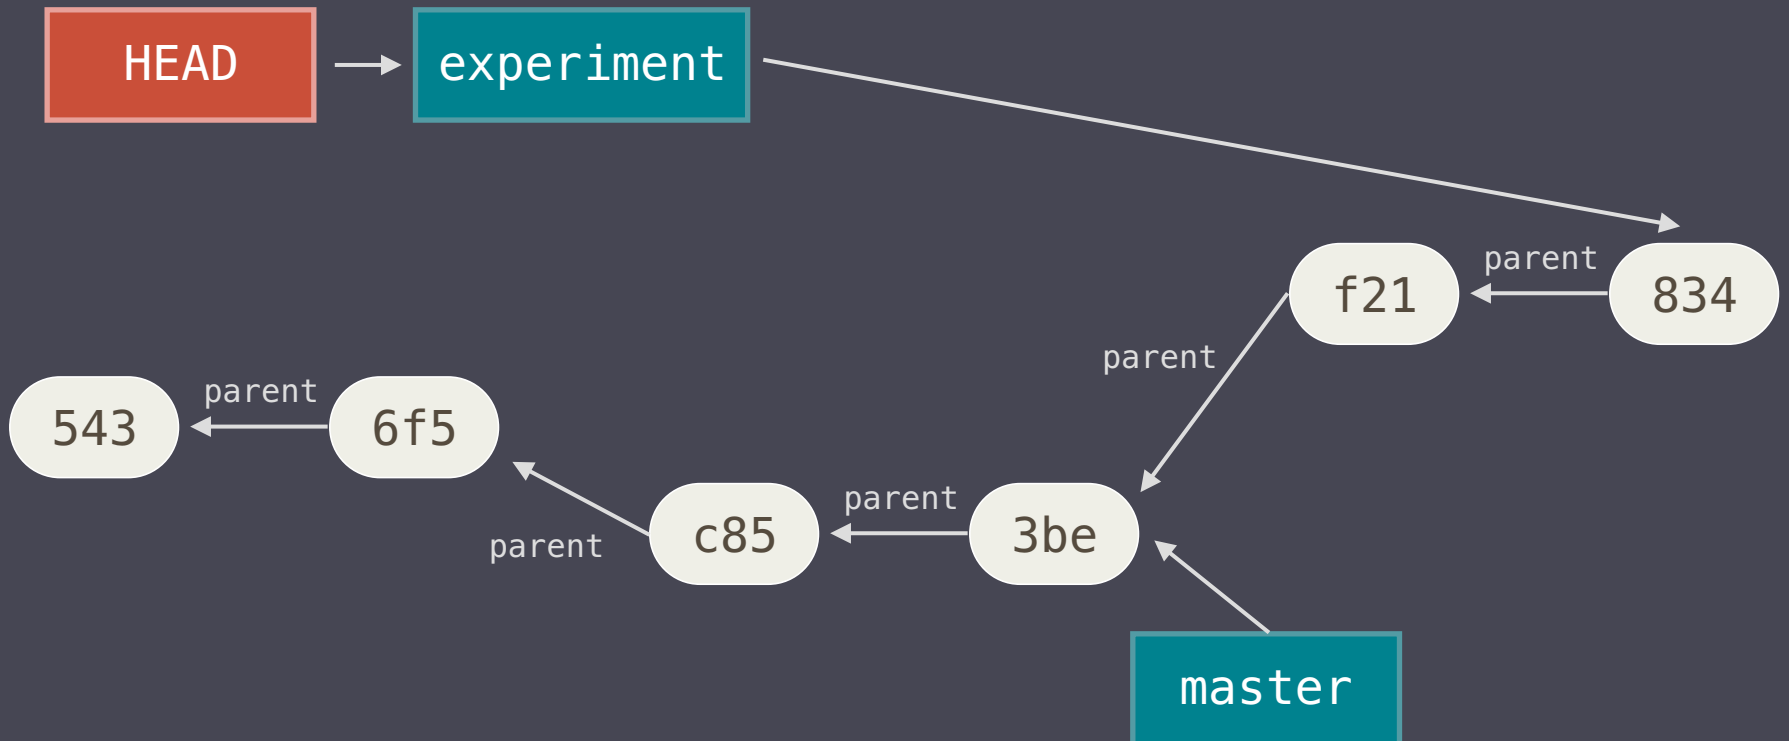 HEAD
experiment
parent
f21
834
parent
parent
543
6f5
parent
c85
3be
parent
master